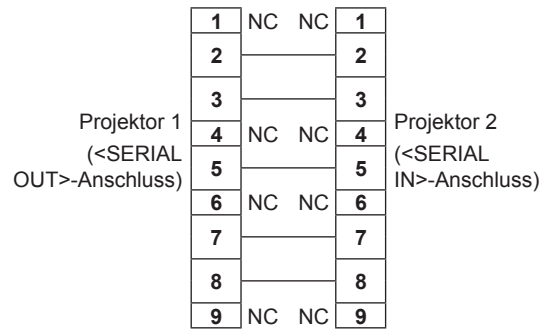 1 NC NC 1
2 2
3 3
Projektor 1
(<SERIAL
OUT>-Anschluss)
4 NC NC 4
Projektor 2
(<SERIAL
IN>-Anschluss)
5 5
6 NC NC 6
7 7
8 8
9 NC NC 9